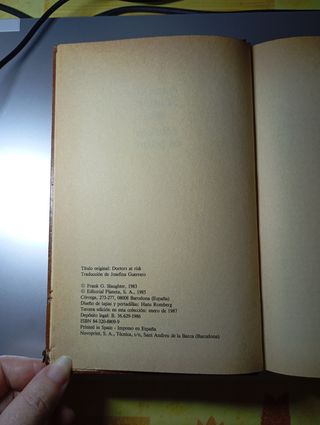 Título original: Doctors at risk
Traducción de Josefina Guerrero
© Frank G. Slaughter, 1983
© Editorial Planeta, S. A., 1985
Córcega, 273-277, 08008 Barcelona (España)
Diseño de tapas y portadillas: Hans Romberg
Tercera edición en esta colección: enero de 1987
Depósito legal: B. 36.629-1986
ISBN 84-320-8809-9
Printed in Spain - Impreso en España
Novoprint, S. A., Técnica, s/n, Sant Andreu de la Barca (Barcelona)